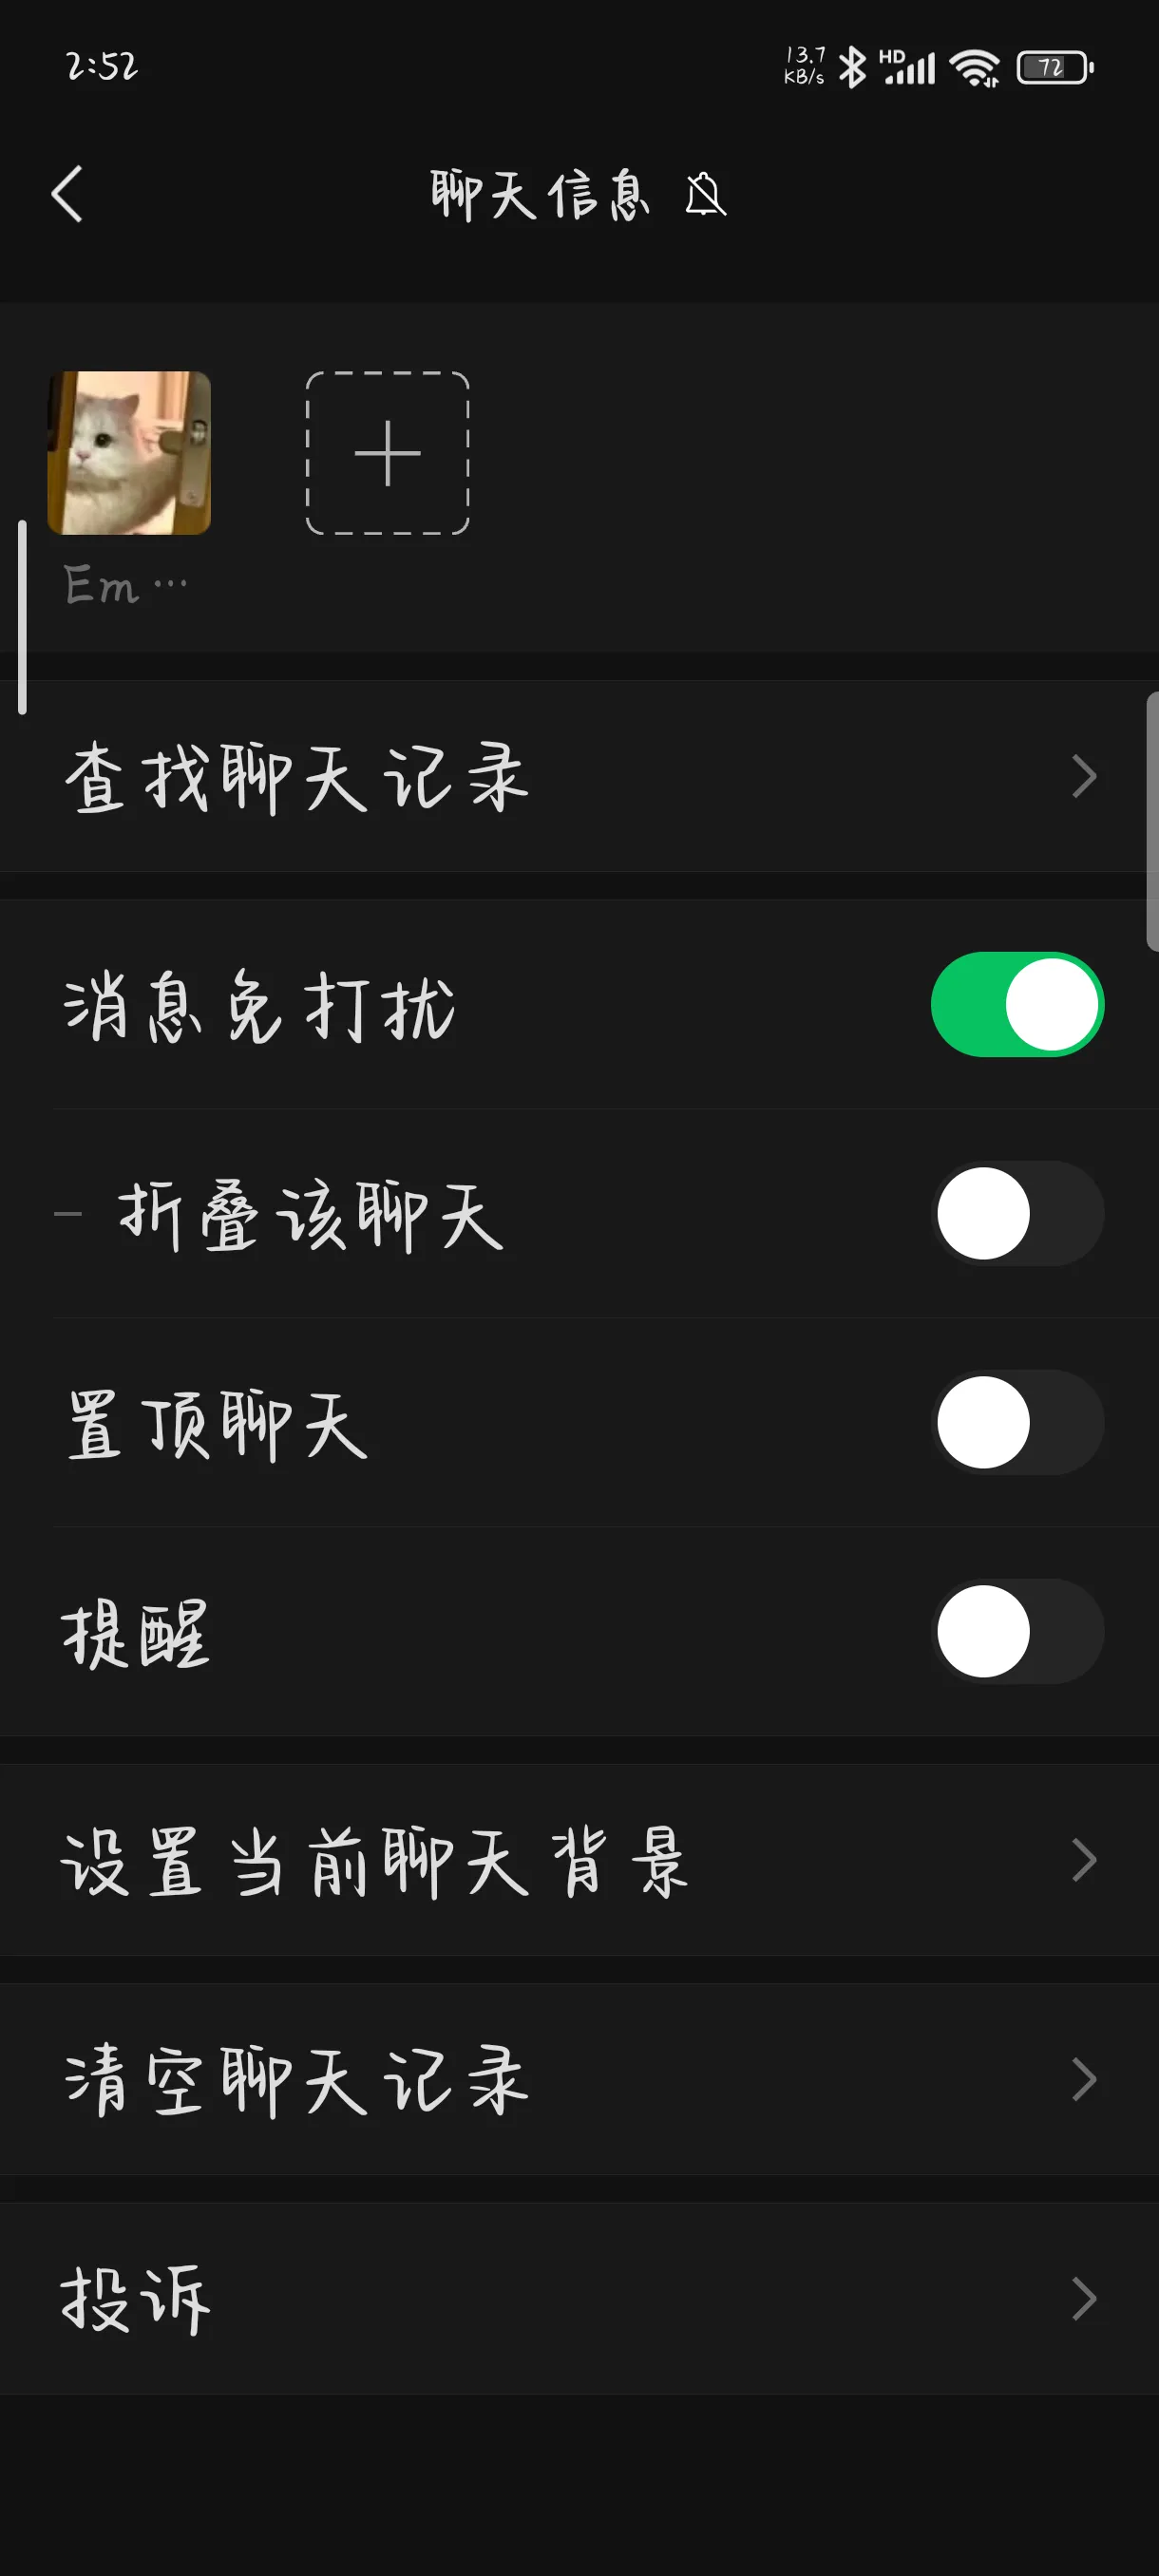 2:52
13.7
KB/s
HD
72
聊天信息
Em…
查找聊天记录
消息免打扰
折叠该聊天
置顶聊天
提醒
设置当前聊天背景
清空聊天记录
投诉